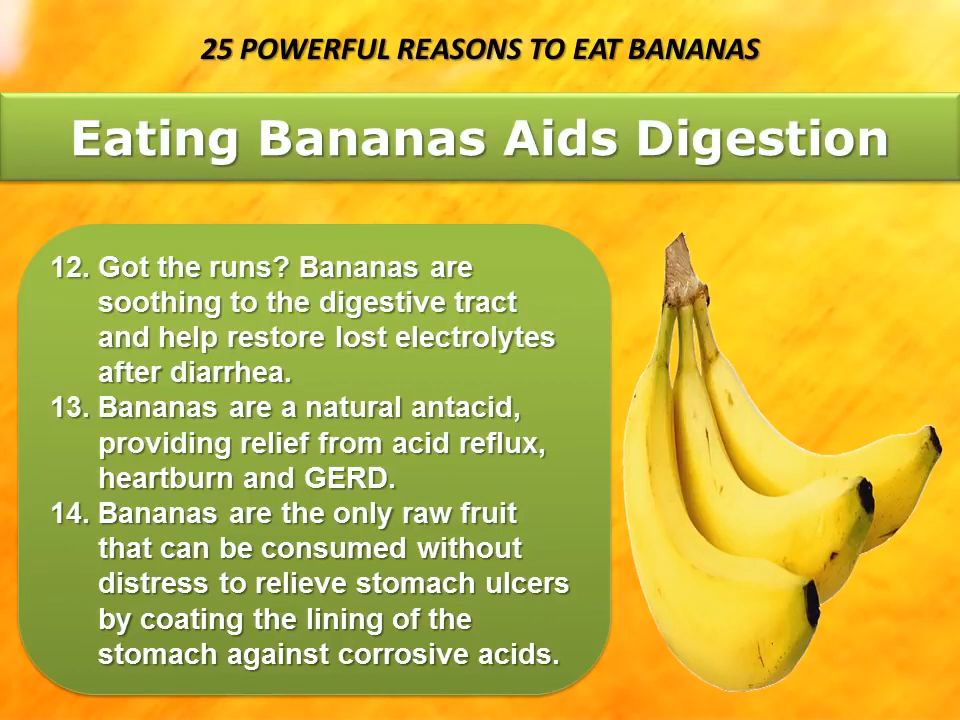 25 POWERFUL REASONS TO EAT BANANAS
Eating Bananas Aids Digestion
12. Got the runs? Bananas are
soothing to the digestive tract
and help restore lost electrolytes
after diarrhea.
13. Bananas are a natural antacid,
providing relief from acid reflux,
heartburn and GERD.
14. Bananas are the only raw fruit
that can be consumed without
distress to relieve stomach ulcers
by coating the lining of the
stomach against corrosive acids.